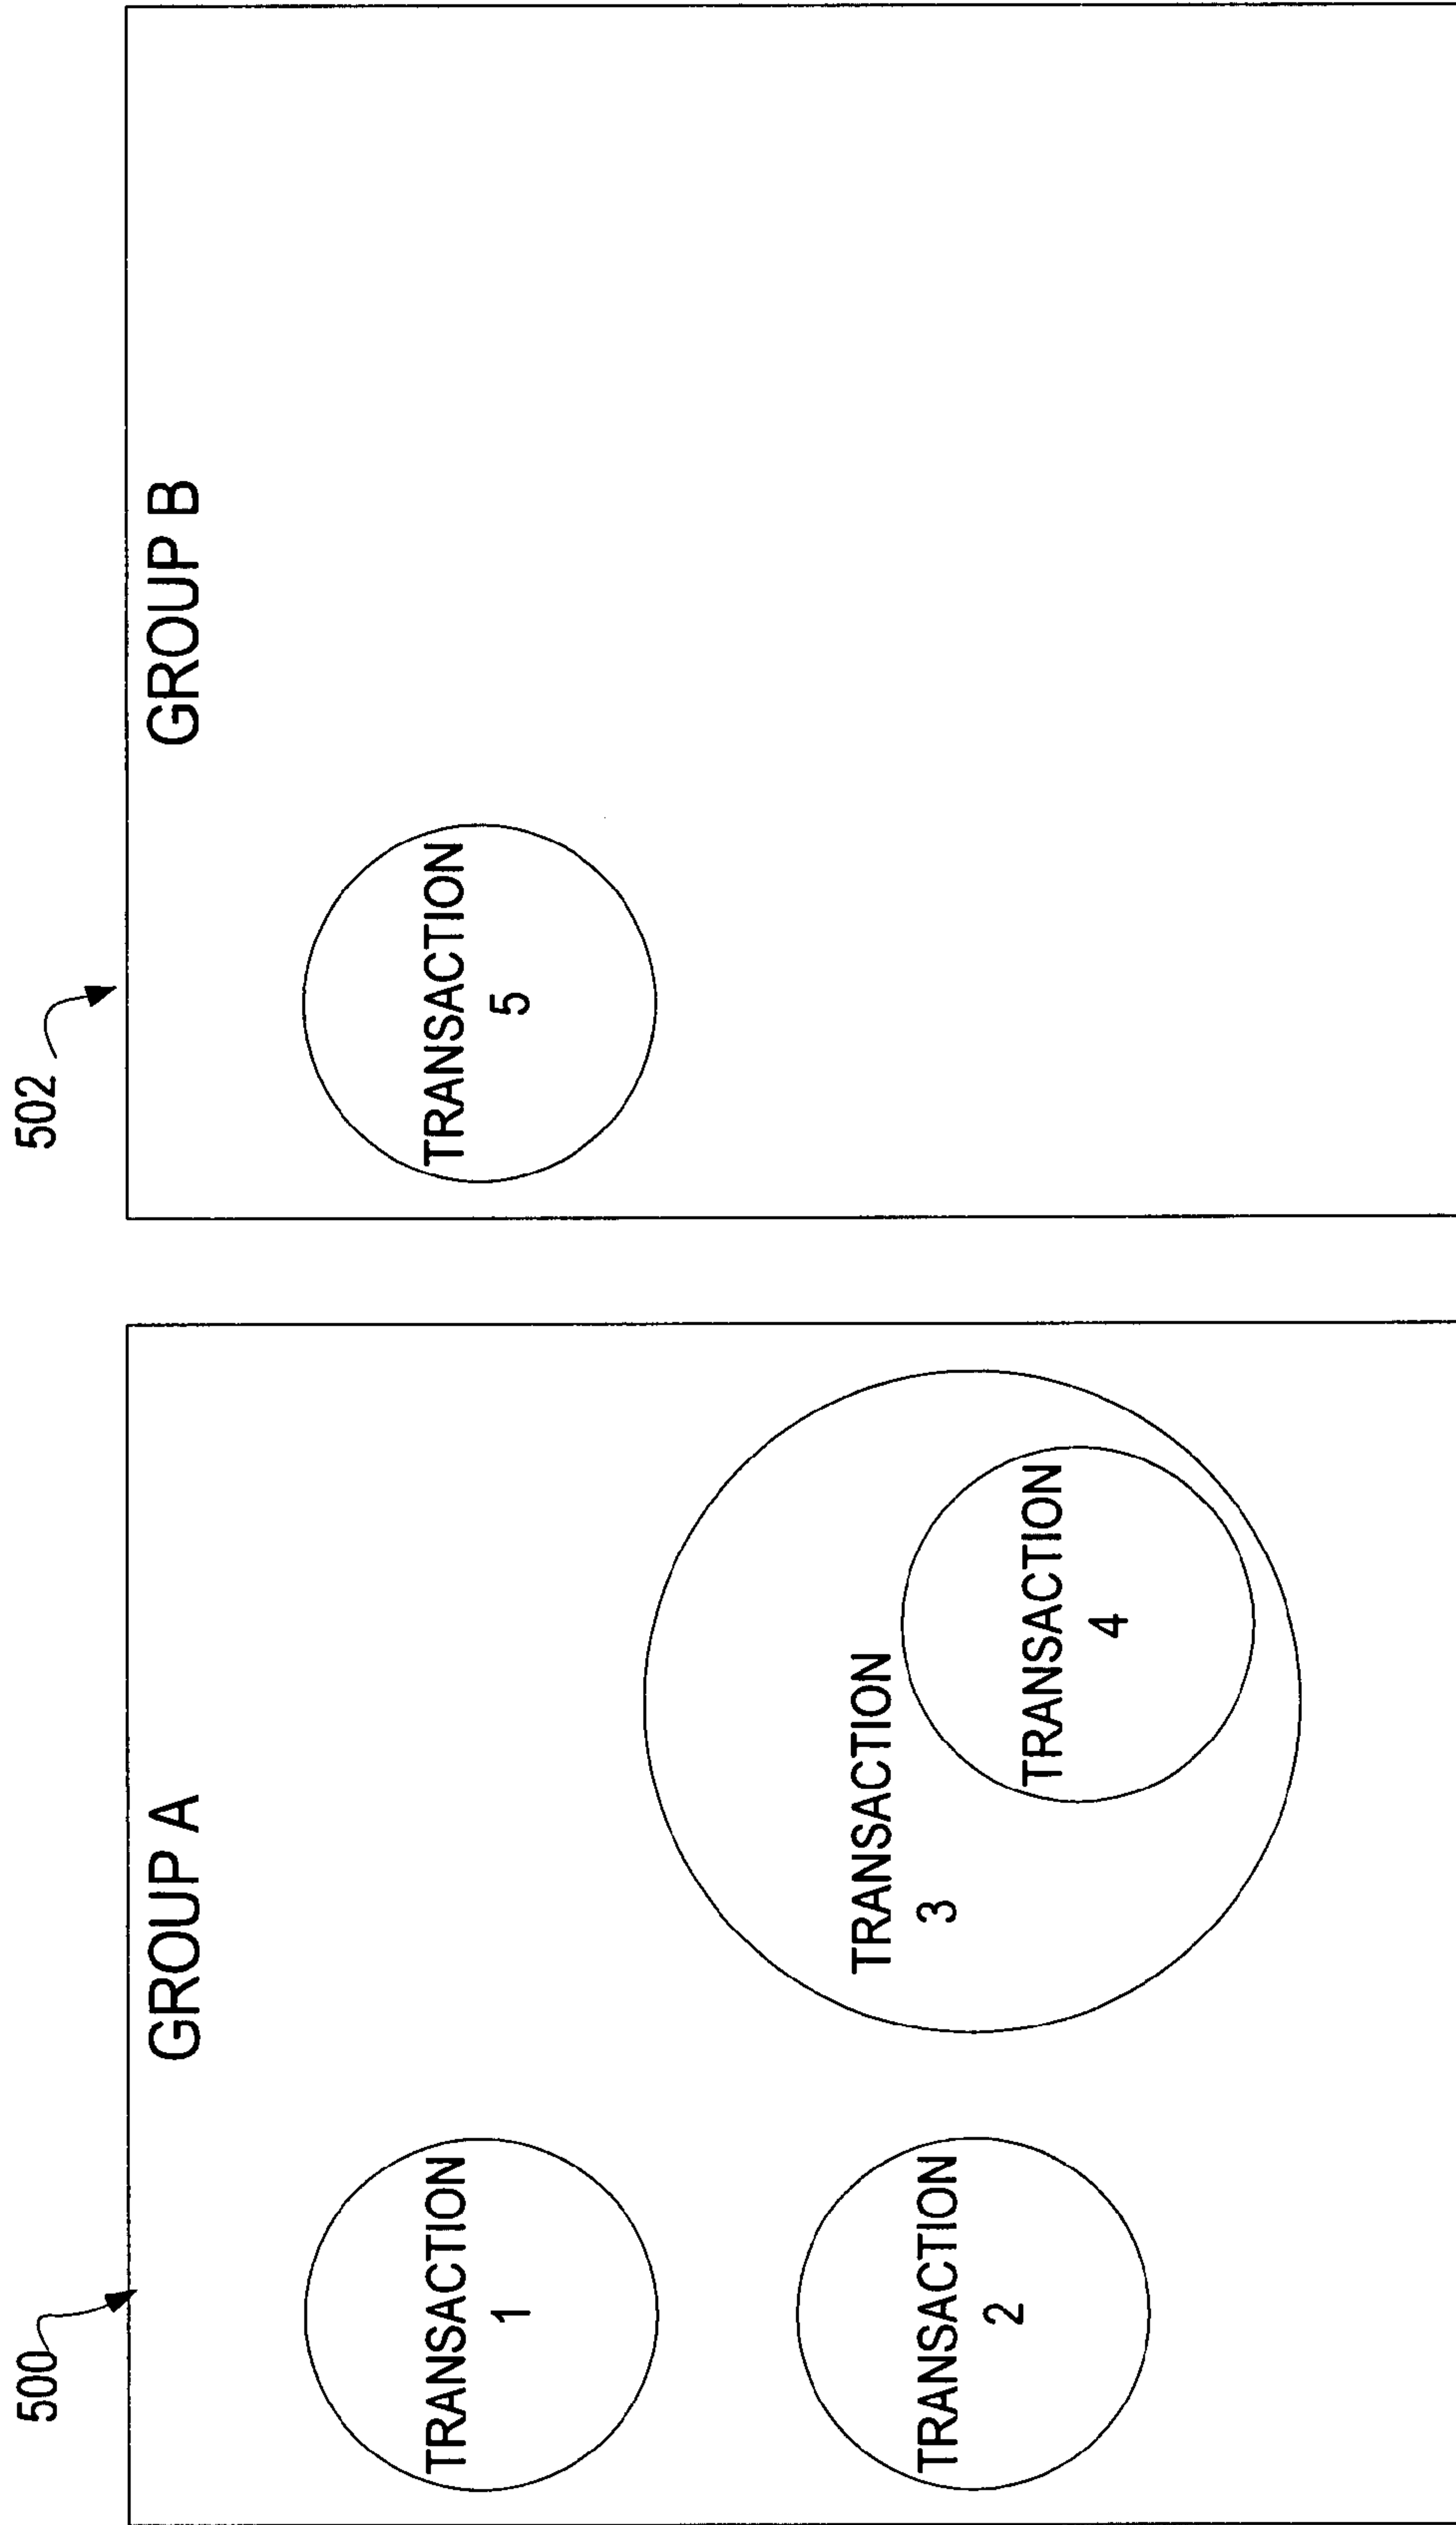 500
GROUP A
TRANSACTION
1
TRANSACTION
2
TRANSACTION
3
TRANSACTION
4
502
GROUP B
TRANSACTION
5